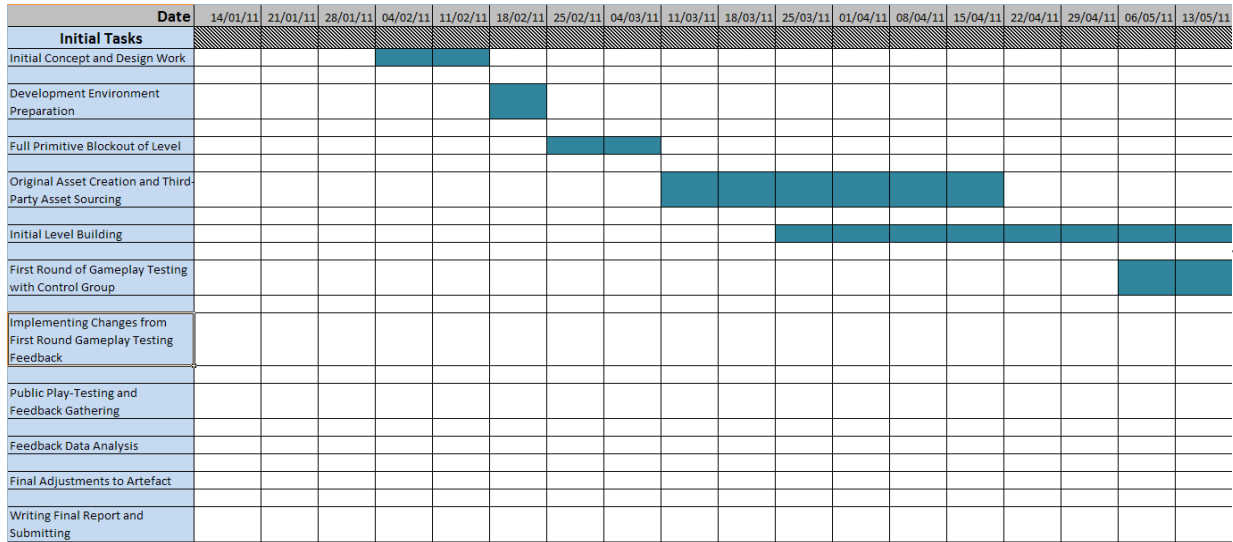 Date 14/01/11 21/01/11 28/01/11 04/02/11 11/02/11 18/02/11 25/02/11 04/03/11 11/03/11 18/03/11 25/03/11 01/04/11 08/04/11 15/04/11 22/04/11 29/04/11 06/05/11 13/05/11
Initial Tasks
Initial Concept and Design Work
Development Environment
Preparation
Full Primitive Blockout of Level
Original Asset Creation and Third-
Party Asset Sourcing
Initial Level Building
First Round of Gameplay Testing
with Control Group
Implementing Changes from
First Round Gameplay Testing
Feedback
Public Play-Testing and
Feedback Gathering
Feedback Data Analysis
Final Adjustments to Artefact
Writing Final Report and
Submitting